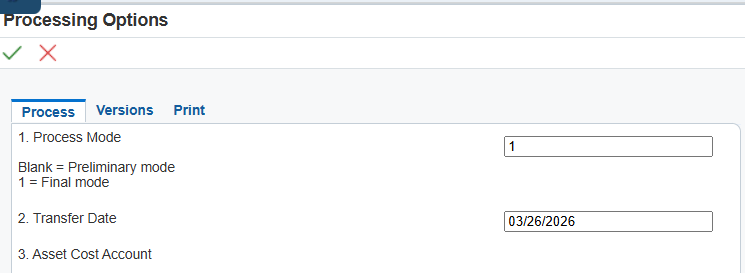 Processing Options
Process Versions Print
1. Process Mode
1
Blank = Preliminary mode
1 = Final mode
2. Transfer Date
03/26/2026
3. Asset Cost Account